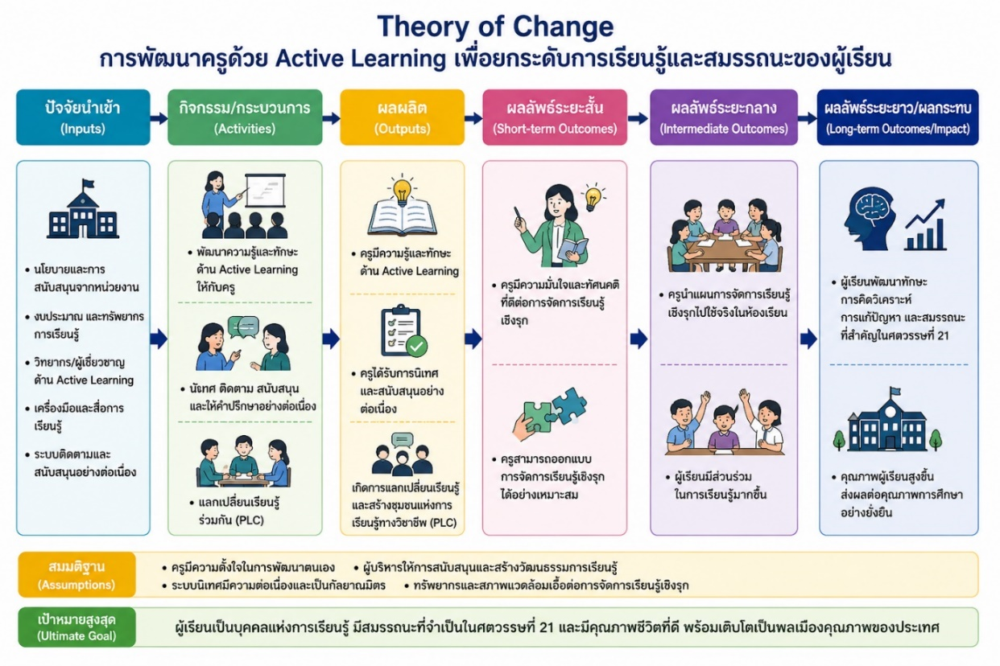 Theory of Change
การพัฒนาครูด้วย Active Learning เพื่อยกระดับการเรียนรู้และสมรรถนะของผู้เรียน
ปัจจัยนำเข้า
(Inputs)
กิจกรรม/กระบวนการ
(Activities)
ผลผลิต
(Outputs)
ผลลัพธ์ระยะสั้น
(Short-term Outcomes)
ผลลัพธ์ระยะกลาง
(Intermediate Outcomes)
ผลลัพธ์ระยะยาว/ผลกระทบ
(Long-term Outcomes/Impact)
• นโยบายและการ
สนับสนุนจากหน่วยงาน
• งบประมาณ และทรัพยากร
การเรียนรู้
• วิทยากร/ผู้เชี่ยวชาญ
ด้าน Active Learning
• เครื่องมือและสื่อการ
เรียนรู้
• ระบบติดตามและ
สนับสนุนอย่างต่อเนื่อง
• พัฒนาความรู้และทักษะ
ด้าน Active Learning
ให้กับครู
• ติดตาม สนับสนุน
และให้คำปรึกษาอย่างต่อเนื่อง
• แลกเปลี่ยนเรียนรู้
ร่วมกัน (PLC)
• ครูมีความรู้และทักษะ
ด้าน Active Learning
• ครูได้รับการนิเทศ
และสนับสนุนอย่าง
ต่อเนื่อง
เกิดการแลกเปลี่ยนเรียนรู้
และสร้างชุมชนแห่งการ
เรียนรู้ทางวิชาชีพ (PLC)
• ครูมีความมั่นใจและทัศนคติ
ที่ดีต่อการจัดการเรียนรู้
เชิงรุก
• ครูสามารถออกแบบ
การจัดการเรียนรู้เชิงรุก
ได้อย่างเหมาะสม
• ครูนำแผนการจัดการเรียนรู้
เชิงรุกไปใช้จริงในห้องเรียน
• ผู้เรียนมีส่วนร่วม
ในการเรียนรู้มากขึ้น
• ผู้เรียนพัฒนาทักษะ
การคิดวิเคราะห์
การแก้ปัญหา และสมรรถนะ
ที่สำคัญในศตวรรษที่ 21
• คุณภาพผู้เรียนสูงขึ้น
ส่งผลต่อคุณภาพการศึกษา
อย่างยั่งยืน
สมมติฐาน
(Assumptions)
• ครูมีความตั้งใจในการพัฒนาตนเอง • ผู้บริหารให้การสนับสนุนและสร้างวัฒนธรรมการเรียนรู้
• ระบบนิเทศมีความต่อเนื่องและเป็นกัลยาณมิตร • ทรัพยากรและสภาพแวดล้อมเอื้อต่อการจัดการเรียนรู้เชิงรุก
เป้าหมายสูงสุด
(Ultimate Goal)
ผู้เรียนเป็นบุคคลแห่งการเรียนรู้ มีสมรรถนะที่จำเป็นในศตวรรษที่ 21 และมีคุณภาพชีวิตที่ดี พร้อมเติบโตเป็นพลเมืองคุณภาพของประเทศ